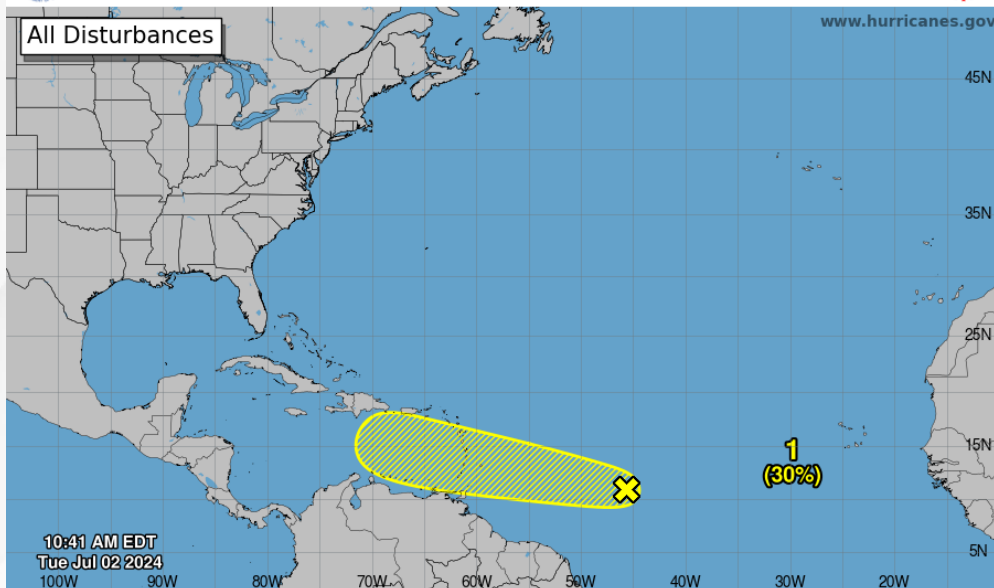 All Disturbances
www.hurricanes.gov
45N
35N
25N
15N
1
(30%)
10:41 AM EDT
Tue Jul 02 2024
5N
100W 90W 80W 70W 60W 50W 40W 30W 20W